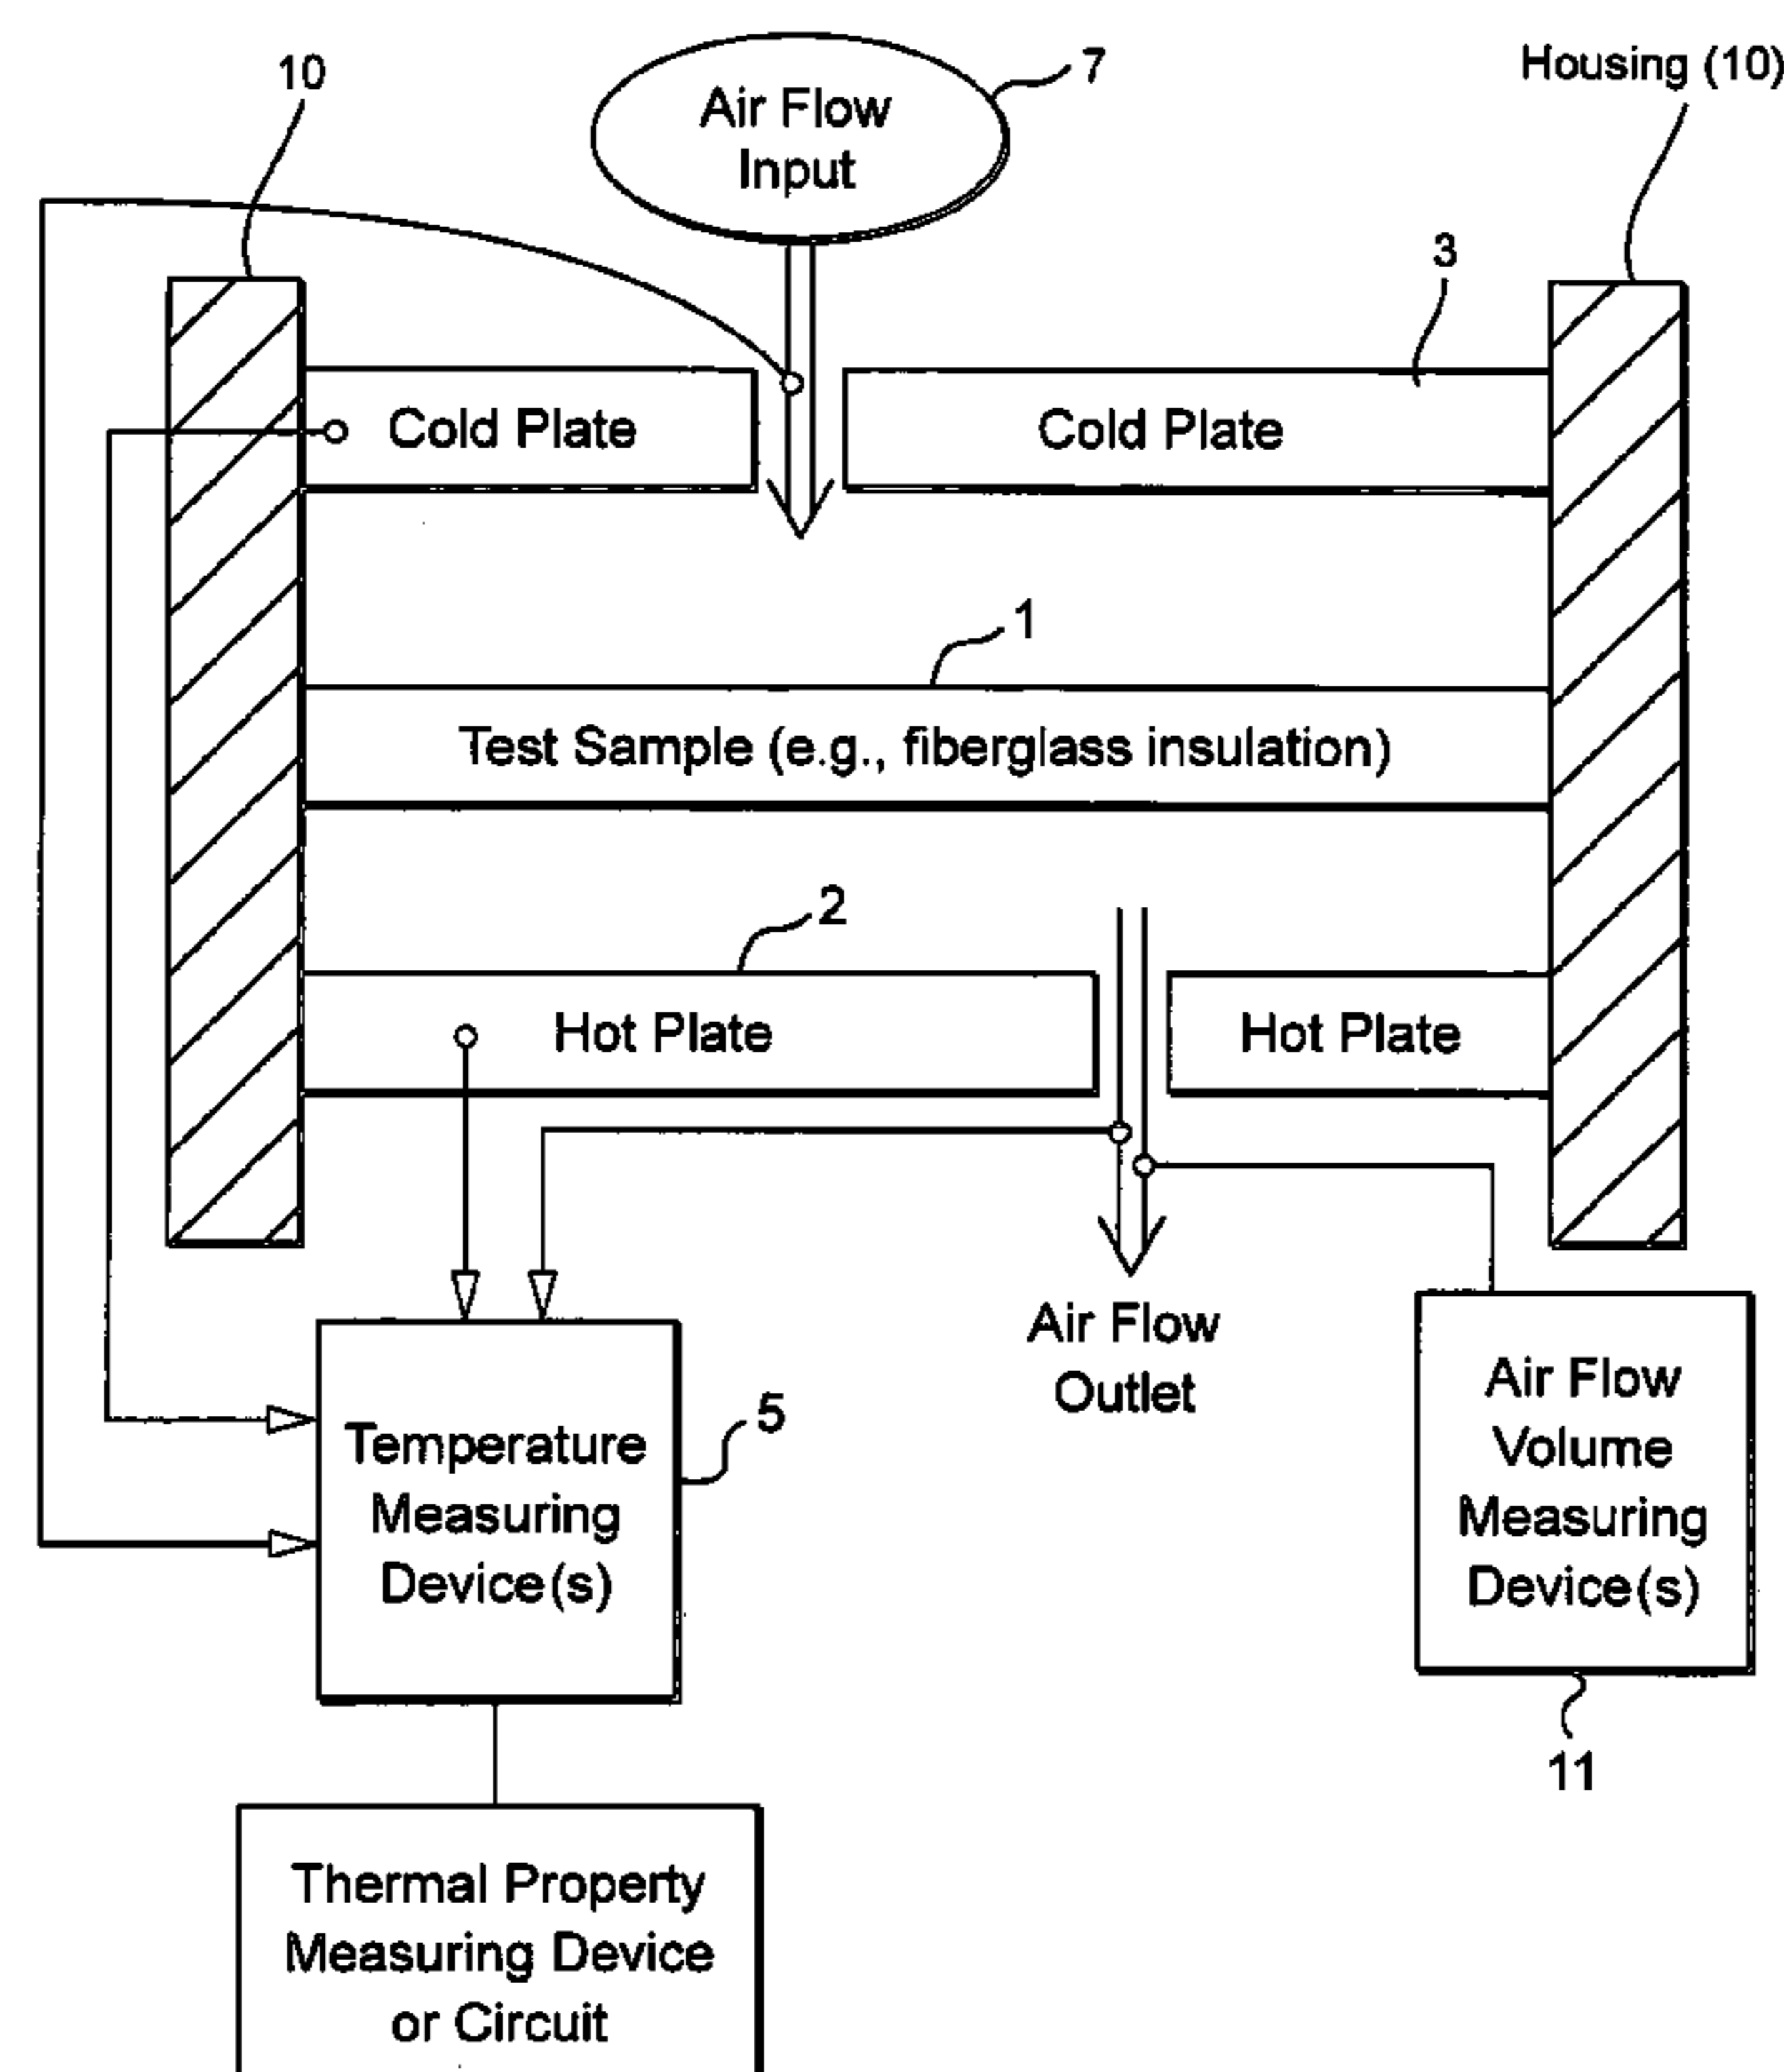 10
Air Flow
Input
7
Housing (10)
3
Cold Plate
Cold Plate
1
Test Sample (e.g., fiberglass insulation)
2
Hot Plate
Hot Plate
Air Flow
Outlet
Temperature
Measuring
Device(s)
5
Air Flow
Volume
Measuring
Device(s)
11
Thermal Property
Measuring Device
or Circuit